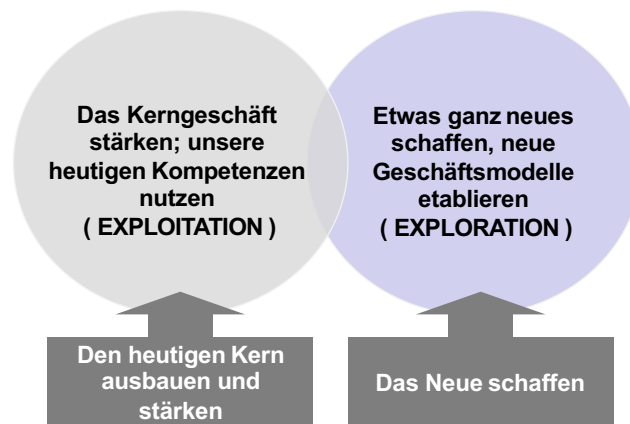 Das Kerngeschäft
stärken; unsere
heutigen Kompetenzen
nutzen
( EXPLOITATION )
Etwas ganz neues
schaffen, neue
Geschäftsmodelle
etablieren
( EXPLORATION )
Den heutigen Kern
ausbauen und
stärken
Das Neue schaffen